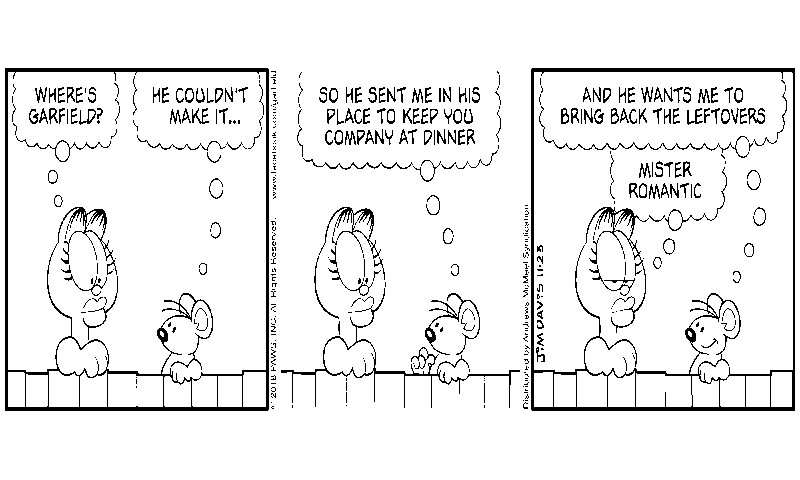 WHERE'S
GARFIELD?
HE COULDN'T
MAKE IT...
SO HE SENT ME IN HIS
PLACE TO KEEP YOU
COMPANY AT DINNER
AND HE WANTS ME TO
BRING BACK THE LEFTOVERS
MISTER
ROMANTIC
© 2018 PAWS, INC. All Rights Reserved.
Distributed by Andrews McMeel Syndication
JIM DAVIS 11-23